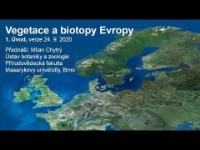 Vegetace a biotopy Evropy
1. Úvod, verze 24. 9. 2020
Přednáší: Milan Chytrý
Ústav botaniky a zoologie
Přírodovědecká fakulta
Masarykovy univerzity, Brno